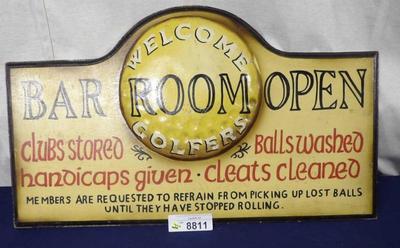 WELCOME
BAR ROOM OPEN
GOLFERS
clubs stored
Balls washed
handicaps given · cleats cleaned
MEMBERS ARE REQUESTED TO REFRAIN FROM PICKING UP LOST BALLS
UNTIL THEY HAVE STOPPED ROLLING.
8811